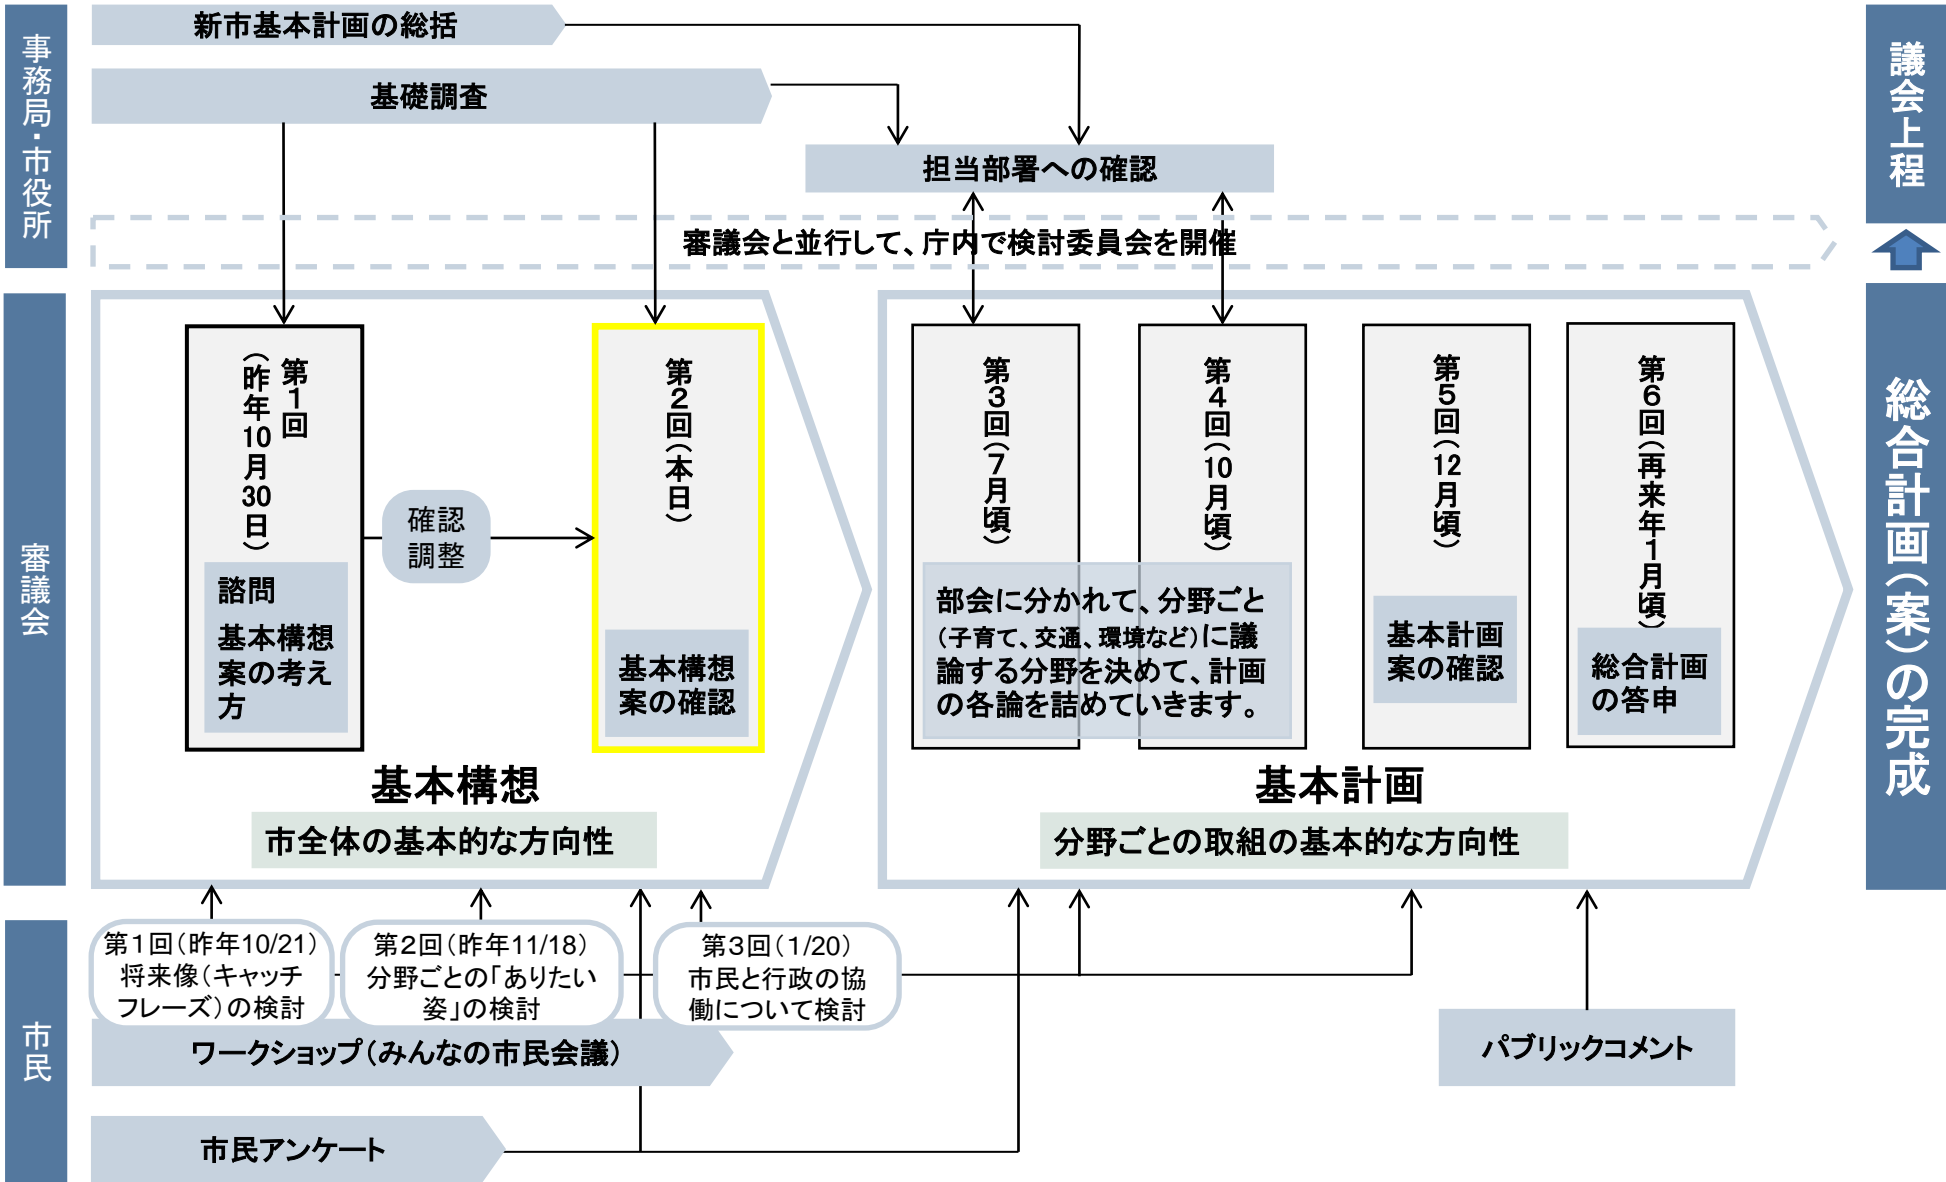 事務局・市役所
新市基本計画の総括
基礎調査
担当部署への確認
審議会と並行して、庁内で検討委員会を開催
議会上程
審議会
第１回
（昨年10月30日）
諮問
基本構想
案の考え
方
確認
調整
第２回（本日）
基本構想
案の確認
基本構想
市全体の基本的な方向性
第３回（７月頃）
第４回（10月頃）
部会に分かれて、分野ごと
（子育て、交通、環境など）に議
論する分野を決めて、計画
の各論を詰めていきます。
第５回（12月頃）
基本計画
案の確認
第６回（再来年１月頃）
総合計画
の答申
基本計画
分野ごとの取組の基本的な方向性
総合計画（案）の完成
市民
第１回（昨年10/21）
将来像（キャッチ
フレーズ）の検討
第２回（昨年11/18）
分野ごとの「ありたい
姿」の検討
第３回（1/20）
市民と行政の協
働について検討
ワークショップ（みんなの市民会議）
パブリックコメント
市民アンケート